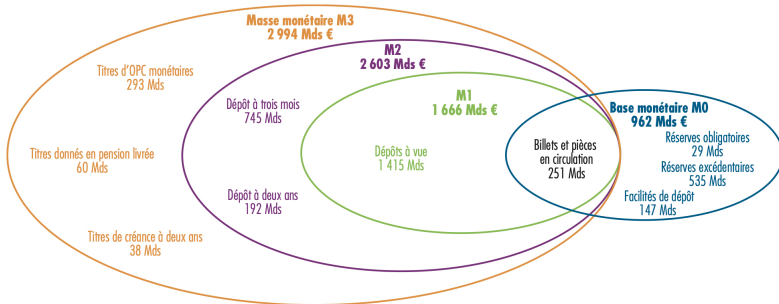 Masse monétaire M3
2 994 Mds €
M2
2 603 Mds €
Titres d'OPC monétaires
293 Mds
M1
1 666 Mds €
Dépôt à trois mois
745 Mds
Base monétaire M0
962 Mds €
Titres donnés en pension livrée
60 Mds
Dépôts à vue
1 415 Mds
Billets et pièces
en circulation
251 Mds
Réserves obligatoires
29 Mds
Réserves excédentaires
535 Mds
Dépôt à deux ans
192 Mds
Facilités de dépôt
147 Mds
Titres de créance à deux ans
38 Mds